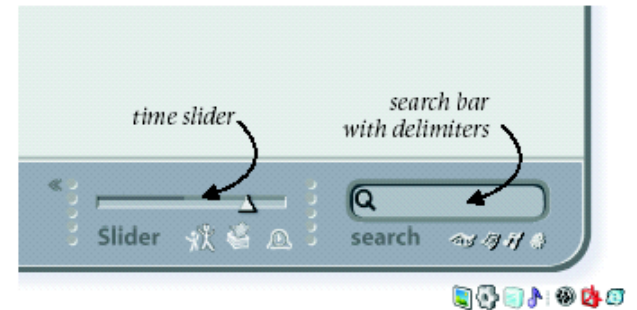 time slider
search bar
with delimiters
Slider
search